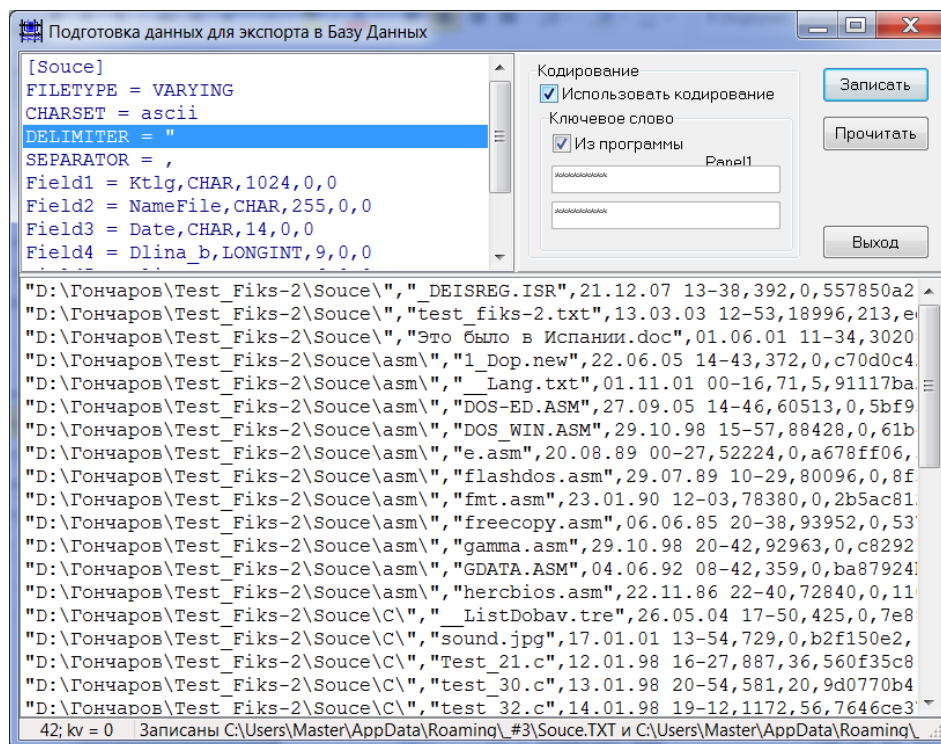 Подготовка данных для экспорта в Базу Данных
[Souce]
FILETYPE = VARYING
CHARSET = ascii
DELIMITER = "
SEPARATOR = ,
Field1 = Ktlg,CHAR,1024,0,0
Field2 = NameFile,CHAR,255,0,0
Field3 = Date,CHAR,14,0,0
Field4 = Dlina_b,LONGINT,9,0,0
Кодирование
Использовать кодирование
Ключевое слово
Из программы
Panel1
**********
**********
Записать
Прочитать
Выход
"D:\Гончаров\Test_Fiks-2\Souce\","_DEISREG.ISR",21.12.07 13-38,392,0,557850a2
"D:\Гончаров\Test_Fiks-2\Souce\","test_fiks-2.txt",13.03.03 12-53,18996,213,e
"D:\Гончаров\Test_Fiks-2\Souce\","Это было в Испании.doc",01.06.01 11-34,3020
"D:\Гончаров\Test_Fiks-2\Souce\asm\","1_Dop.new",22.06.05 14-43,372,0,c70d0c4
"D:\Гончаров\Test_Fiks-2\Souce\asm\","__Lang.txt",01.11.01 00-16,71,5,91117ba
"D:\Гончаров\Test_Fiks-2\Souce\asm\","DOS-ED.ASM",27.09.05 14-46,60513,0,5bf9
"D:\Гончаров\Test_Fiks-2\Souce\asm\","DOS_WIN.ASM",29.10.98 15-57,88428,0,61b
"D:\Гончаров\Test_Fiks-2\Souce\asm\","e.asm",20.08.89 00-27,52224,0,a678ff06,
"D:\Гончаров\Test_Fiks-2\Souce\asm\","flashdos.asm",29.07.89 10-29,80096,0,8f
"D:\Гончаров\Test_Fiks-2\Souce\asm\","fmt.asm",23.01.90 12-03,78380,0,2b5ac81
"D:\Гончаров\Test_Fiks-2\Souce\asm\","freecopy.asm",06.06.85 20-38,93952,0,53
"D:\Гончаров\Test_Fiks-2\Souce\asm\","gamma.asm",29.10.98 20-42,92963,0,c8292
"D:\Гончаров\Test_Fiks-2\Souce\asm\","GDATA.ASM",04.06.92 08-42,359,0,ba87924
"D:\Гончаров\Test_Fiks-2\Souce\asm\","hercbios.asm",22.11.86 22-40,72840,0,11
"D:\Гончаров\Test_Fiks-2\Souce\C\","__ListDobav.tre",26.05.04 17-50,425,0,7e8
"D:\Гончаров\Test_Fiks-2\Souce\C\","sound.jpg",17.01.01 13-54,729,0,b2f150e2,
"D:\Гончаров\Test_Fiks-2\Souce\C\","Test_21.c",12.01.98 16-27,887,36,560f35c8
"D:\Гончаров\Test_Fiks-2\Souce\C\","test_30.c",13.01.98 20-54,581,20,9d0770b4
"D:\Гончаров\Test_Fiks-2\Souce\C\","test_32.c",14.01.98 19-12,1172,56,7646ce3
42; kv = 0 Записаны C:\Users\Master\AppData\Roaming\_#3\Souce.TXT и C:\Users\Master\AppData\Roaming\_